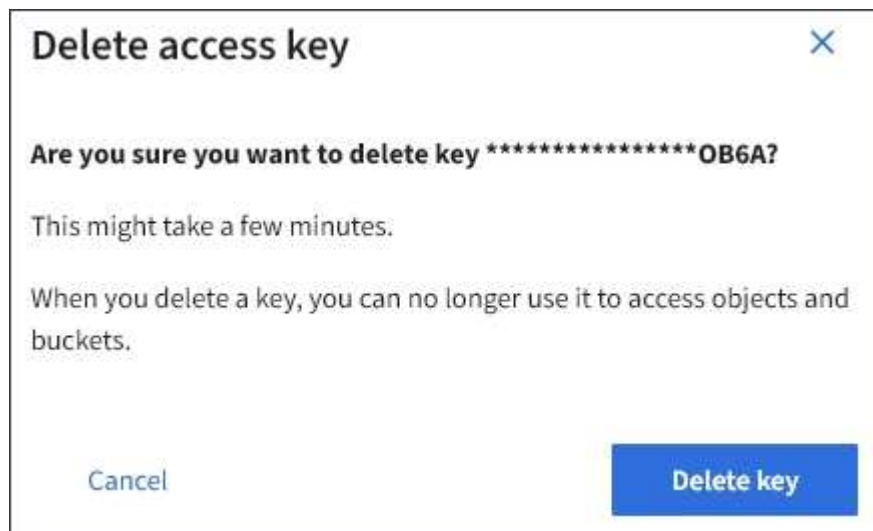 Delete access key
Are you sure you want to delete key ****************OB6A?
This might take a few minutes.
When you delete a key, you can no longer use it to access objects and
buckets.
Cancel
Delete key